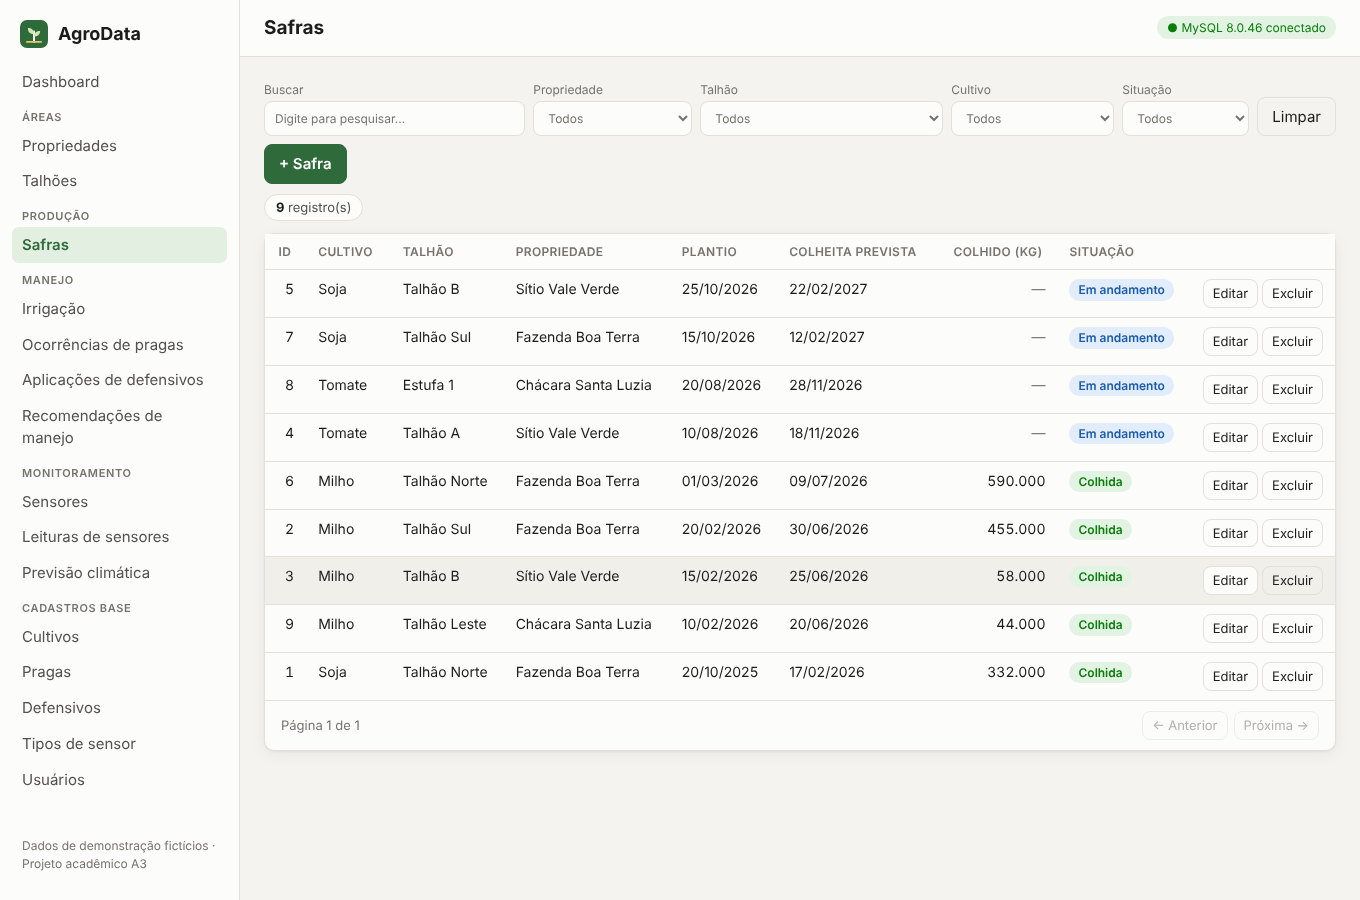 AgroData
Dashboard
ÁREAS
Propriedades
Talhões
PRODUÇÃO
Safras
MANEJO
Irrigação
Ocorrências de pragas
Aplicações de defensivos
Recomendações de
manejo
MONITORAMENTO
Sensores
Leituras de sensores
Previsão climática
CADASTROS BASE
Cultivos
Pragas
Defensivos
Tipos de sensor
Usuários
Dados de demonstração fictícios ·
Projeto acadêmico A3
Safras
MySQL 8.0.46 conectado
Buscar Propriedade Talhão Cultivo Situação
Digite para pesquisar... Todos Todos Todos Todos Limpar
+ Safra
9 registro(s)
ID CULTIVO TALHÃO PROPRIEDADE PLANTIO COLHEITA PREVISTA COLHIDO (KG) SITUAÇÃO
5 Soja Talhão B Sítio Vale Verde 25/10/2026 22/02/2027 — Em andamento Editar Excluir
7 Soja Talhão Sul Fazenda Boa Terra 15/10/2026 12/02/2027 — Em andamento Editar Excluir
8 Tomate Estufa 1 Chácara Santa Luzia 20/08/2026 28/11/2026 — Em andamento Editar Excluir
4 Tomate Talhão A Sítio Vale Verde 10/08/2026 18/11/2026 — Em andamento Editar Excluir
6 Milho Talhão Norte Fazenda Boa Terra 01/03/2026 09/07/2026 590.000 Colhida Editar Excluir
2 Milho Talhão Sul Fazenda Boa Terra 20/02/2026 30/06/2026 455.000 Colhida Editar Excluir
3 Milho Talhão B Sítio Vale Verde 15/02/2026 25/06/2026 58.000 Colhida Editar Excluir
9 Milho Talhão Leste Chácara Santa Luzia 10/02/2026 20/06/2026 44.000 Colhida Editar Excluir
1 Soja Talhão Norte Fazenda Boa Terra 20/10/2025 17/02/2026 332.000 Colhida Editar Excluir
Página 1 de 1 ← Anterior Próxima →